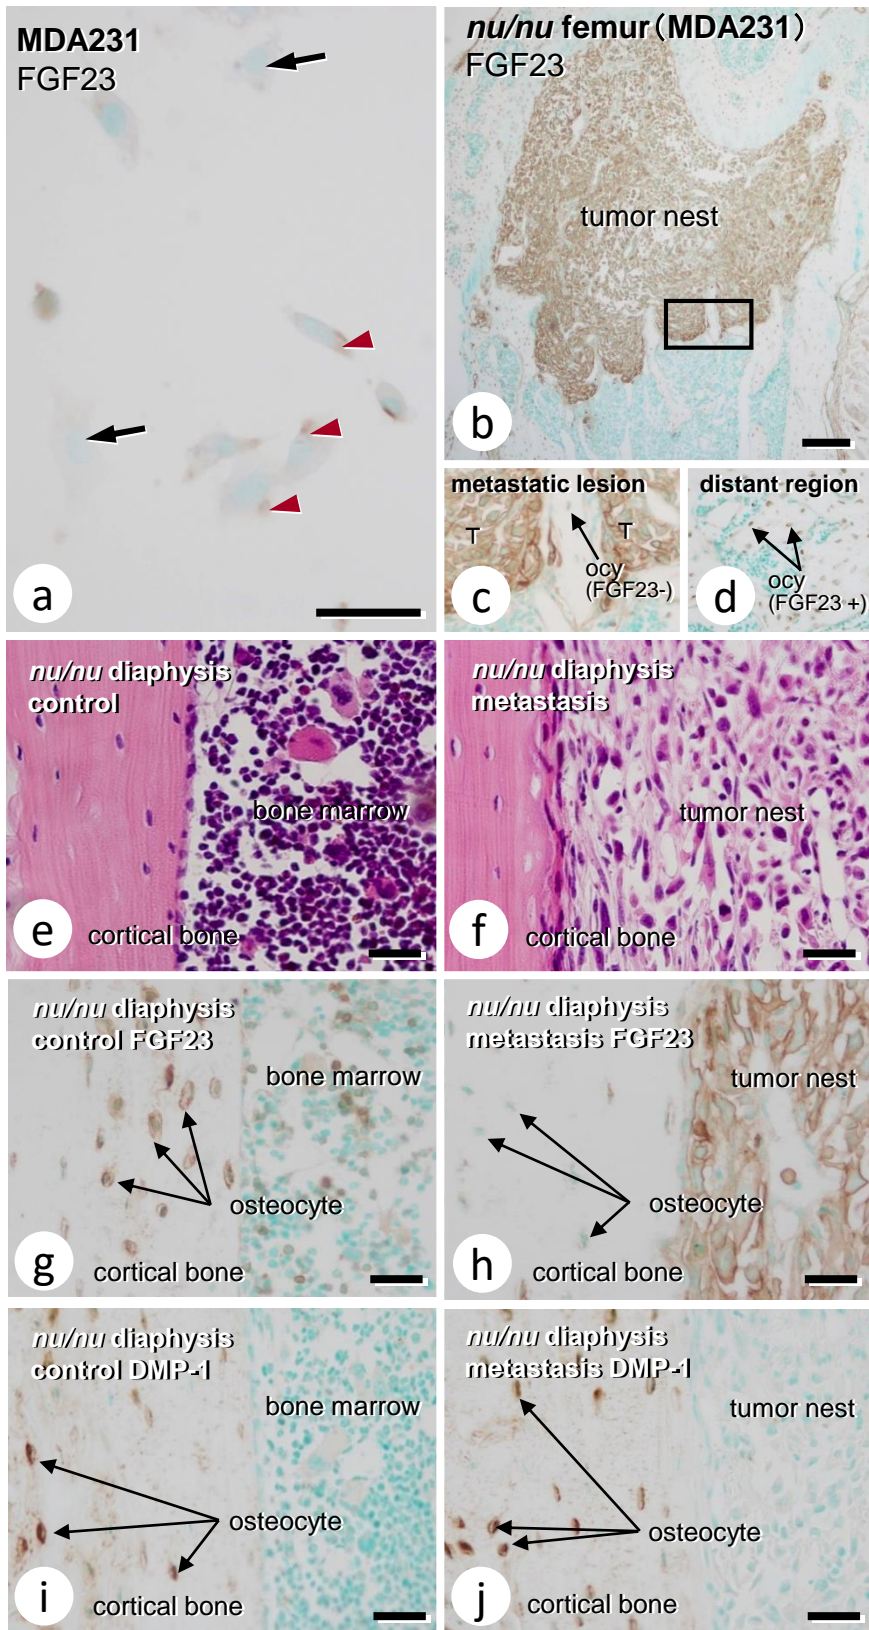 MDA231
FGF23
a
nu/nu femur (MDA231)
FGF23
tumor nest
b
metastatic lesion
T
T
ocy
(FGF23-)
c
distant region
ocy
(FGF23 +)
d
nu/nu diaphysis
control
bone marrow
cortical bone
e
nu/nu diaphysis
metastasis
tumor nest
cortical bone
f
nu/nu diaphysis
control FGF23
bone marrow
osteocyte
cortical bone
g
nu/nu diaphysis
metastasis FGF23
tumor nest
osteocyte
cortical bone
h
nu/nu diaphysis
control DMP-1
bone marrow
osteocyte
cortical bone
i
nu/nu diaphysis
metastasis DMP-1
tumor nest
osteocyte
cortical bone
j